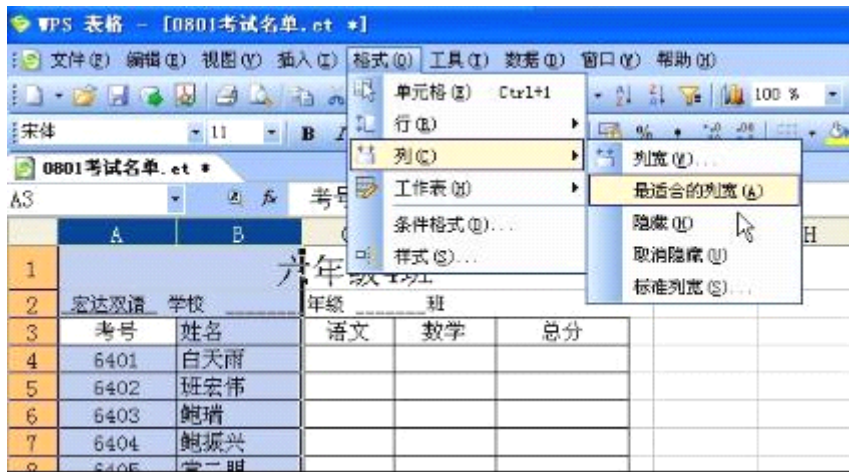 WPS 表格 - [0801考试名单.et *]
文件(F) 编辑(E) 视图(V) 插入(I) 格式(O) 工具(T) 数据(D) 窗口(W) 帮助(H)
单元格(E) Ctrl+1
100 %
宋体 11 B I
行(R)
%
0801考试名单.et *
列(C)
列宽(W)...
A3
考号
工作表(H)
最适合的列宽(A)
条件格式(D)...
隐藏(H)
A B C H
样式(S)...
取消隐藏(U)
标准列宽(S)...
1 六年级
2 宏达双语 学校 年级 班
3 考号 姓名 语文 数学 总分
4 6401 白天雨
5 6402 班宏伟
6 6403 鲍瑞
7 6404 鲍振兴
8 6405